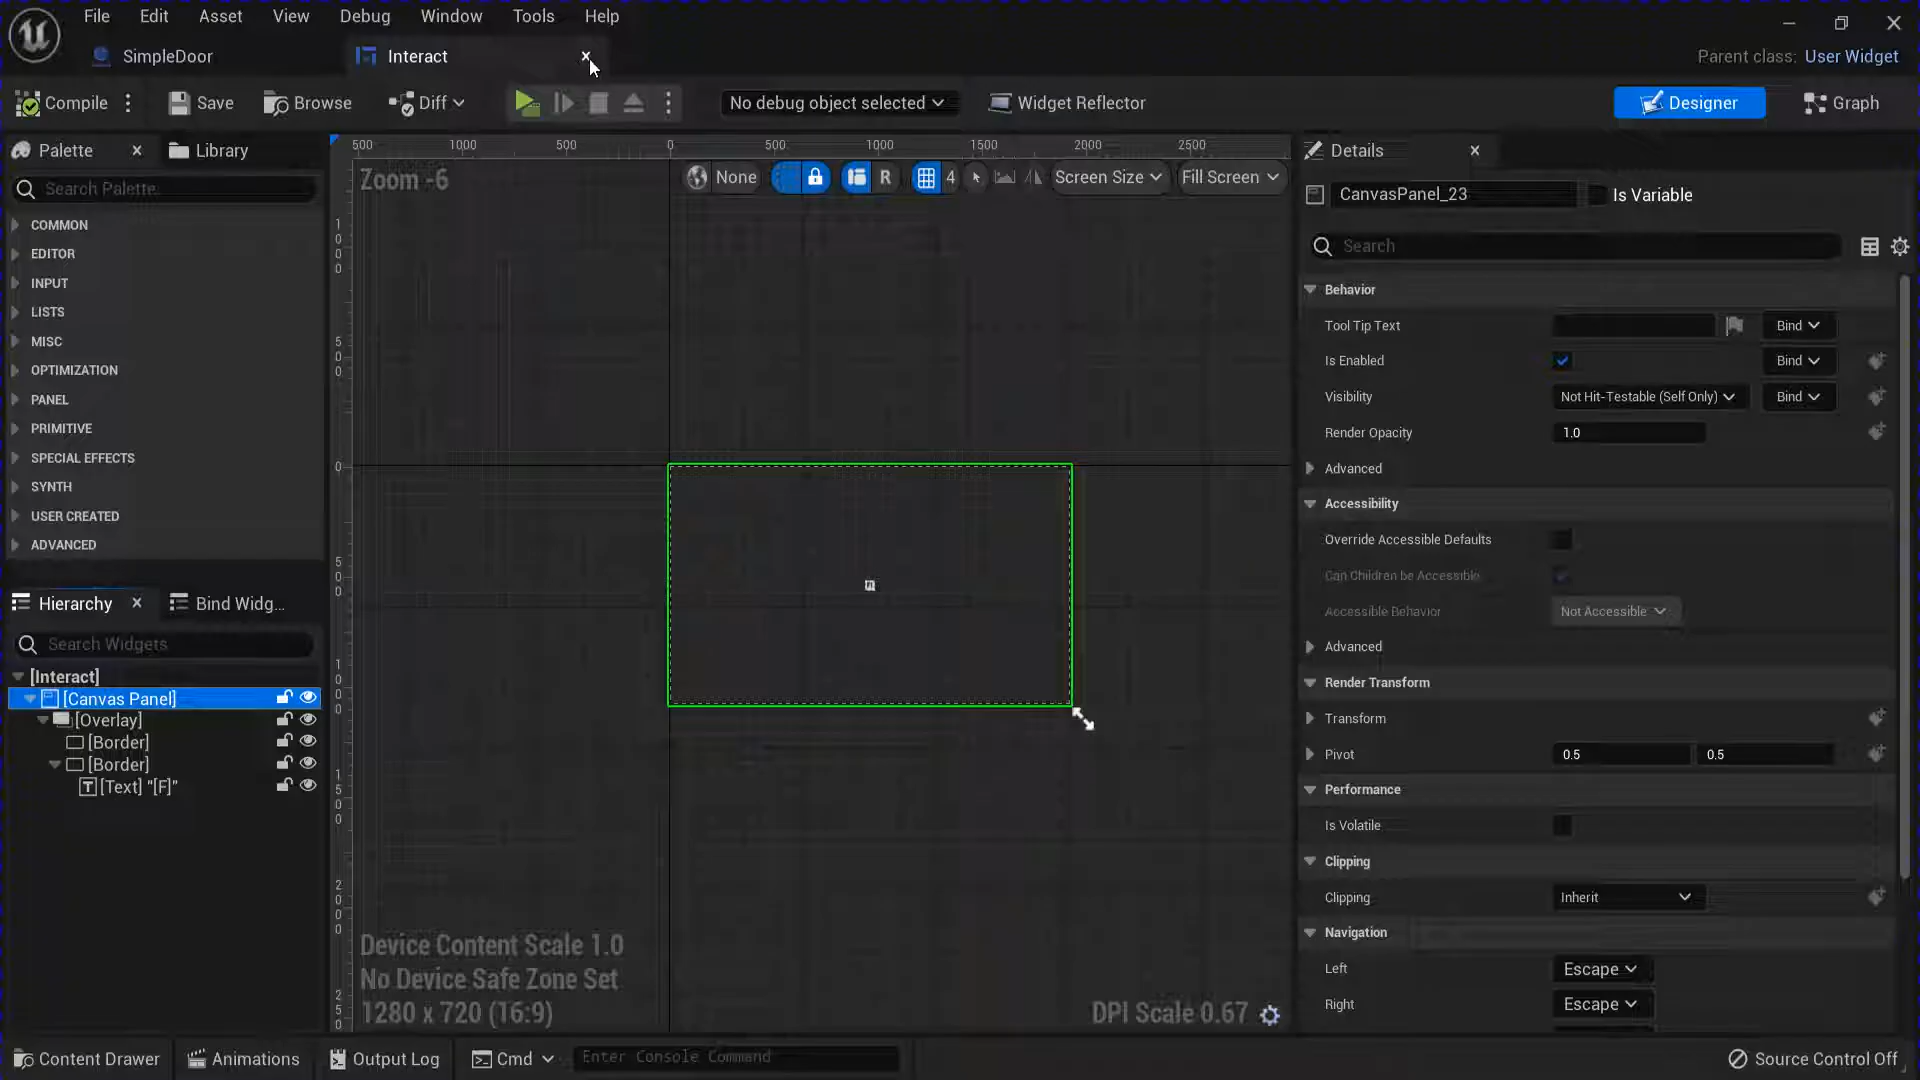 File Edit Asset View Debug Window Tools Help
SimpleDoor Interact Parent class: User Widget
Compile Save Browse Diff No debug object selected Widget Reflector Designer Graph
Palette Library
Search Palette
COMMON
EDITOR
INPUT
LISTS
MISC
OPTIMIZATION
PANEL
PRIMITIVE
SPECIAL EFFECTS
SYNTH
USER CREATED
ADVANCED
Hierarchy Bind Widg...
Search Widgets
[Interact]
[Canvas Panel]
[Overlay]
[Border]
[Border]
[Text] "[F]"
500 1000 500 0 500 1000 1500 2000 2500
Zoom -6 None R 4 Screen Size Fill Screen
100
500
0
500
1000
1500
2000
250
Device Content Scale 1.0
No Device Safe Zone Set
1280 x 720 (16:9) DPI Scale 0.67
Details
CanvasPanel_23 Is Variable
Search
Behavior
Tool Tip Text Bind
Is Enabled Bind
Visibility Not Hit-Testable (Self Only) Bind
Render Opacity 1.0
Advanced
Accessibility
Override Accessible Defaults
Can Children be Accessible
Accessible Behavior Not Accessible
Advanced
Render Transform
Transform
Pivot 0.5 0.5
Performance
Is Volatile
Clipping
Clipping Inherit
Navigation
Left Escape
Right Escape
Content Drawer Animations Output Log Cmd Enter Console Command Source Control Off